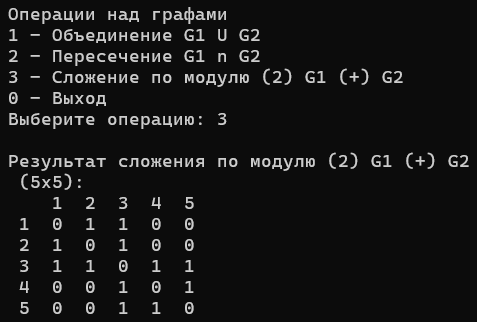 Операции над графами
1 – Объединение G1 U G2
2 – Пересечение G1 n G2
3 – Сложение по модулю (2) G1 (+) G2
0 – Выход
Выберите операцию: 3
Результат сложения по модулю (2) G1 (+) G2
(5x5):
1 2 3 4 5
1 0 1 1 0 0
2 1 0 1 0 0
3 1 1 0 1 1
4 0 0 1 0 1
5 0 0 1 1 0